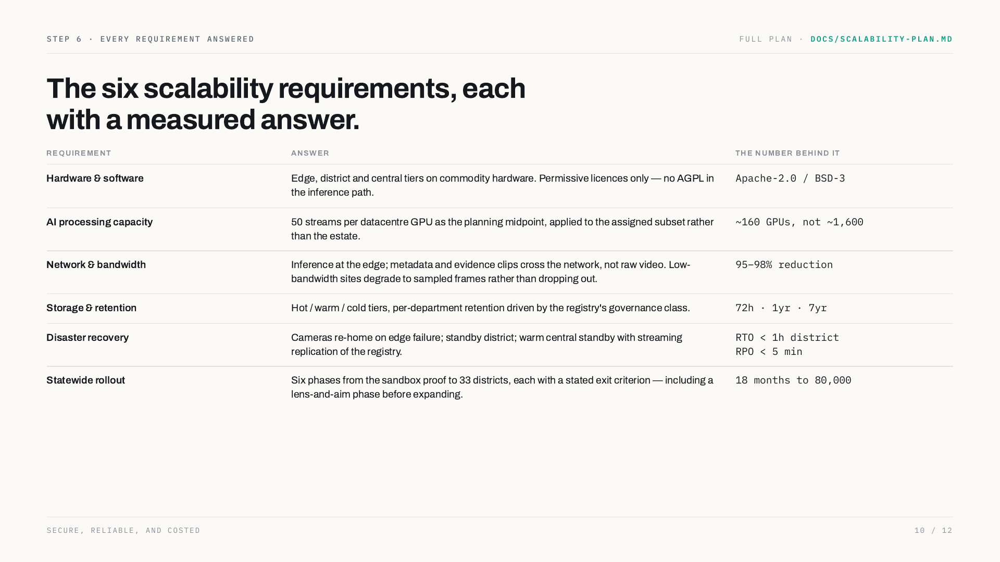 STEP 6 · EVERY REQUIREMENT ANSWERED
FULL PLAN · DOCS/SCALABILITY-PLAN.MD
The six scalability requirements, each
with a measured answer.
REQUIREMENT
ANSWER
THE NUMBER BEHIND IT
Hardware & software
Edge, district and central tiers on commodity hardware. Permissive licences only — no AGPL in
the inference path.
Apache-2.0 / BSD-3
AI processing capacity
50 streams per datacentre GPU as the planning midpoint, applied to the assigned subset rather
than the estate.
~160 GPUs, not ~1,600
Network & bandwidth
Inference at the edge; metadata and evidence clips cross the network, not raw video. Low-
bandwidth sites degrade to sampled frames rather than dropping out.
95–98% reduction
Storage & retention
Hot / warm / cold tiers, per-department retention driven by the registry's governance class.
72h · 1yr · 7yr
Disaster recovery
Cameras re-home on edge failure; standby district; warm central standby with streaming
replication of the registry.
RTO < 1h district
RPO < 5 min
Statewide rollout
Six phases from the sandbox proof to 33 districts, each with a stated exit criterion — including a
lens-and-aim phase before expanding.
18 months to 80,000
SECURE, RELIABLE, AND COSTED
10 / 12